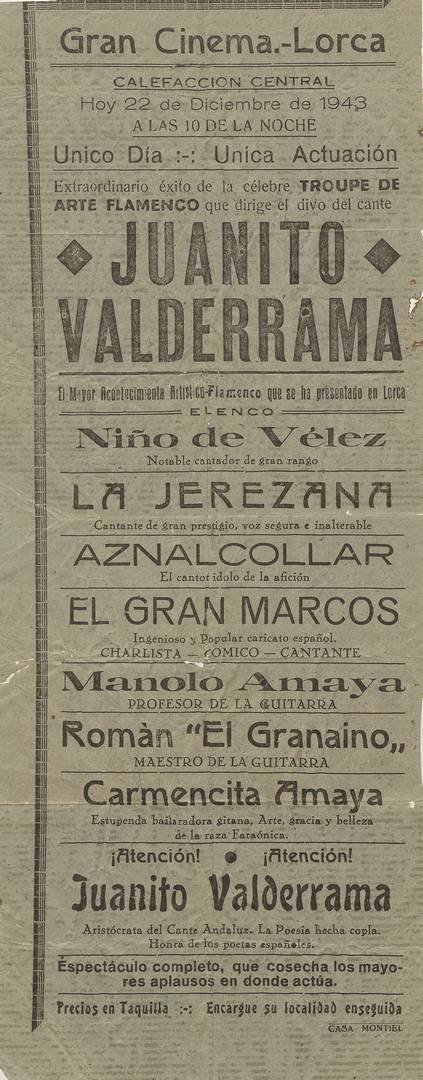 Gran Cinema.-Lorca
CALEFACCION CENTRAL
Hoy 22 de Diciembre de 1943
A LAS 10 DE LA NOCHE
Unico Día :-: Unica Actuación
Extraordinario éxito de la célebre TROUPE DE
ARTE FLAMENCO que dirige el divo del cante
JUANITO
VALDERRAMA
El Mayor Acontecimiento Artístico-Flamenco que se ha presentado en Lorca
ELENCO
Niño de Vélez
Notable cantador de gran rango
LA JEREZANA
Cantante de gran prestigio, voz segura e inalterable
AZNALCOLLAR
El cantot idolo de la afición
EL GRAN MARCOS
Ingenioso y Popular caricato español.
CHARLISTA — COMICO — CANTANTE
Manolo Amaya
PROFESOR DE LA GUITARRA
Romàn "El Granaino„
MAESTRO DE LA GUITARRA
Carmencita Amaya
Estupenda bailaradora gitana, Arte, gracia y belleza
de la raza Faraónica.
¡Atención! ● ¡Atención!
Juanito Valderrama
Aristócrata del Cante Andaluz. La Poesía hecha copla.
Honra de los poetas españoles.
Espectáculo completo, que cosecha los mayo-
res aplausos en donde actúa.
Precios en Taquilla :-: Encargue su localidad enseguida
CASA MONTIEL